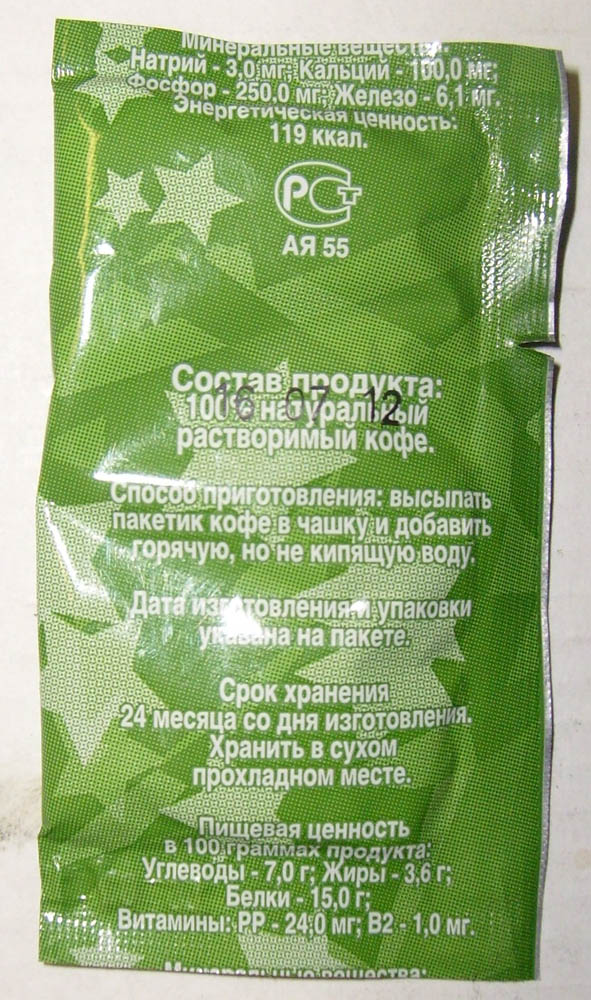 Минеральные вещества:
Натрий - 3,0 мг; Кальций - 100,0 мг;
Фосфор - 250.0 мг; Железо - 6,1 мг.
Энергетическая ценность:
119 ккал.
РСТ
АЯ 55
Состав продукта:
16 07 12
100% натуральный
растворимый кофе.
Способ приготовления: высыпать
пакетик кофе в чашку и добавить
горячую, но не кипящую воду.
Дата изготовления и упаковки
указана на пакете.
Срок хранения
24 месяца со дня изготовления.
Хранить в сухом
прохладном месте.
Пищевая ценность
в 100 граммах продукта:
Углеводы - 7,0 г; Жиры - 3,6 г;
Белки - 15,0 г;
Витамины: РР - 24,0 мг; В2 - 1,0 мг.
Минеральные вещества: